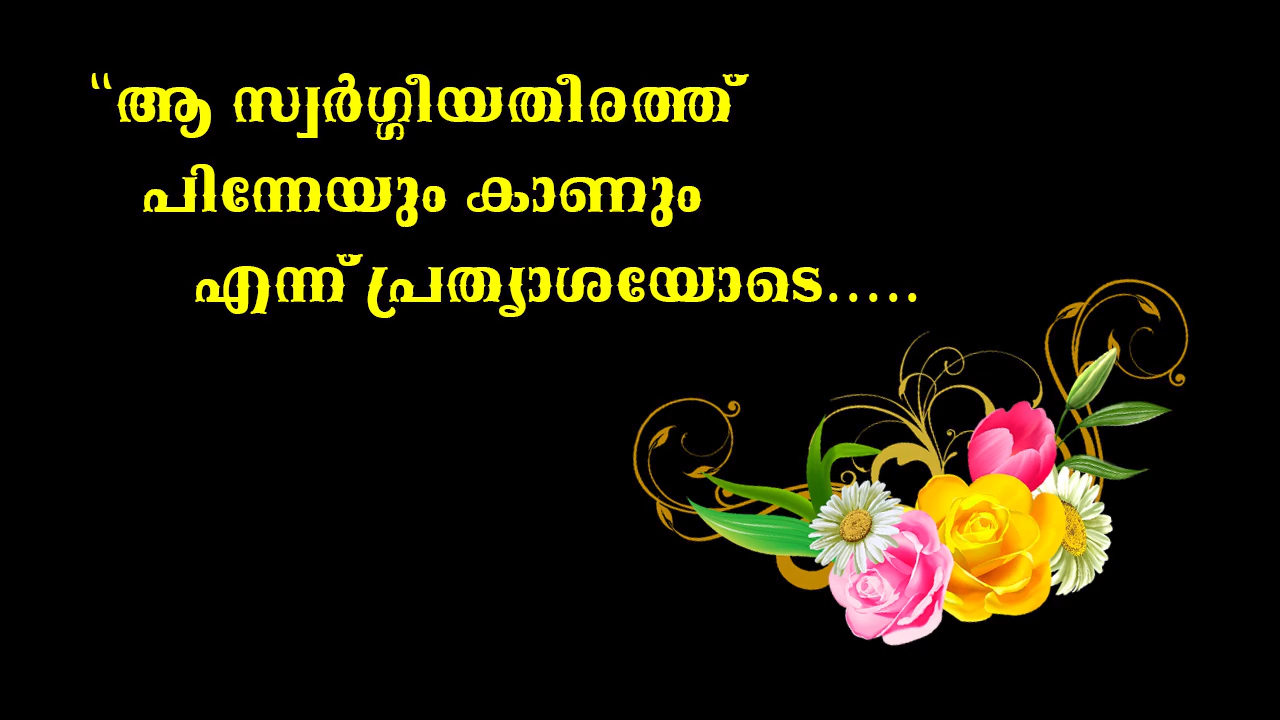 “ആ സ്വർഗ്ഗീയതീരത്ത്
പിന്നേയും കാണും
എന്ന് പ്രത്യാശയോടെ.....